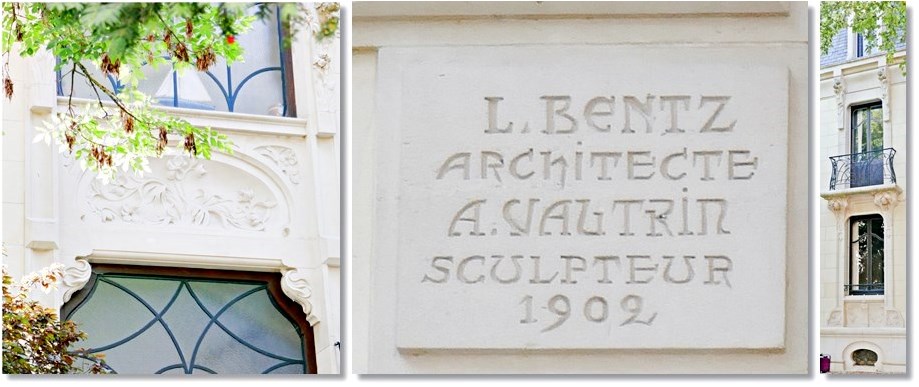 L. BENTZ
ARCHITECTE
A. VAUTRIN
SCULPTEUR
1902